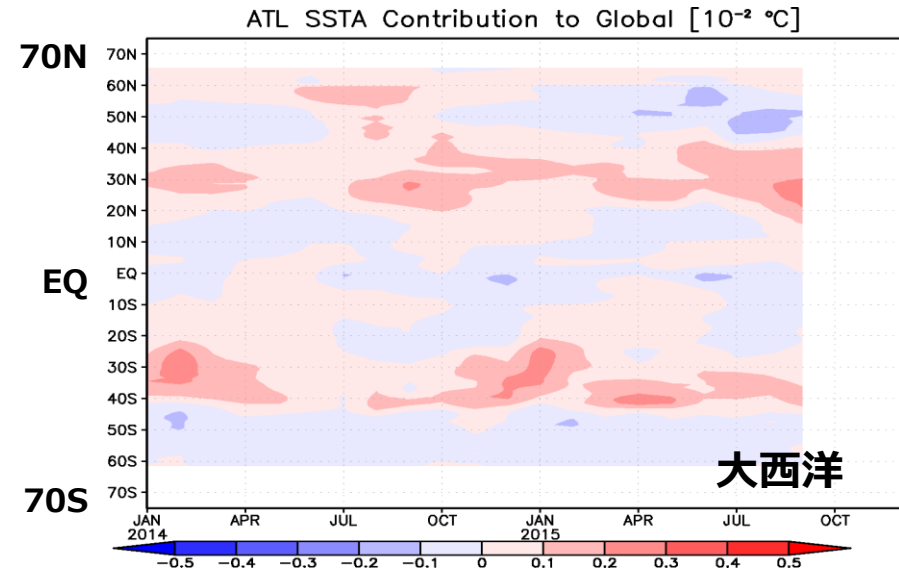 ATL SSTA Contribution to Global [10⁻² ℃]
70N
70N
60N
50N
40N
30N
20N
10N
EQ
EQ
10S
20S
30S
40S
50S
60S
大西洋
70S
70S
JAN APR JUL OCT JAN APR JUL OCT
2014 2015
−0.5 −0.4 −0.3 −0.2 −0.1 0 0.1 0.2 0.3 0.4 0.5